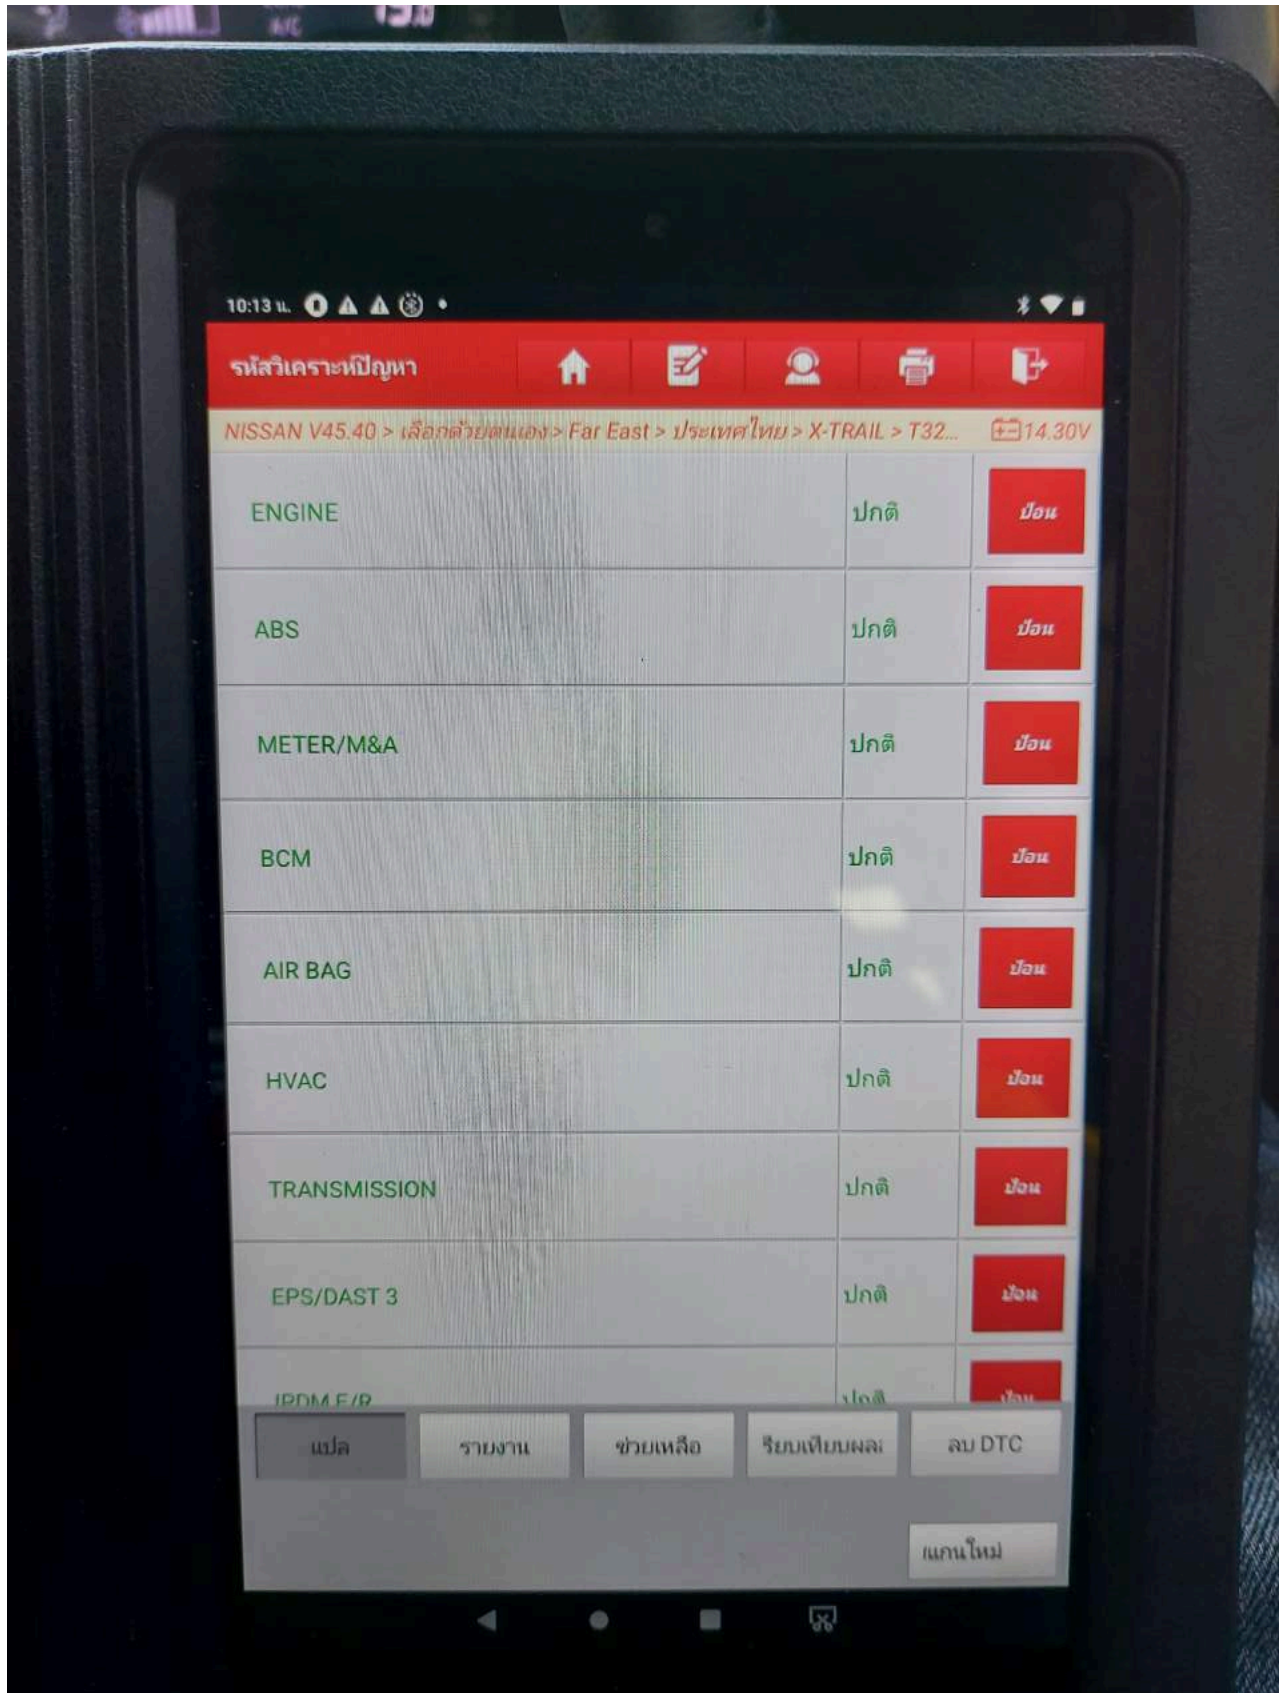 A/C
10:13 น.
รหัสวิเคราะห์ปัญหา
NISSAN V45.40 > เลือกด้วยตนเอง > Far East > ประเทศไทย > X-TRAIL > T32... 14.30V
ENGINE ปกติ ป้อน
ABS ปกติ ป้อน
METER/M&A ปกติ ป้อน
BCM ปกติ ป้อน
AIR BAG ปกติ ป้อน
HVAC ปกติ ป้อน
TRANSMISSION ปกติ ป้อน
EPS/DAST 3 ปกติ ป้อน
IPDM E/R ปกติ ป้อน
แปล รายงาน ช่วยเหลือ รียบเทียบผลเ ลบ DTC
แกนใหม่